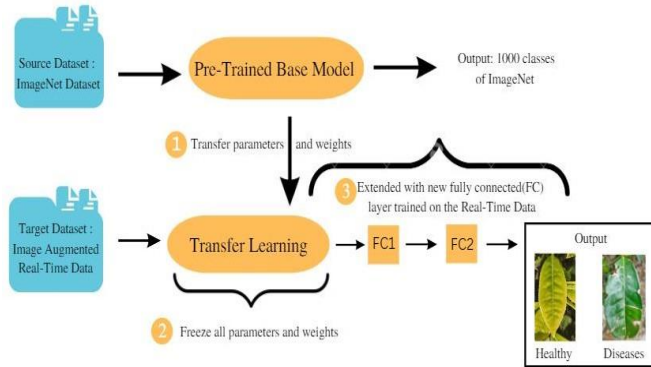 Source Dataset :
ImageNet Dataset
Pre-Trained Base Model
Output: 1000 classes
of ImageNet
1 Transfer parameters and weights
3 Extended with new fully connected(FC)
layer trained on the Real-Time Data
Target Dataset :
Image Augmented
Real-Time Data
Transfer Learning
FC1
FC2
Output
Healthy
Diseases
2 Freeze all parameters and weights